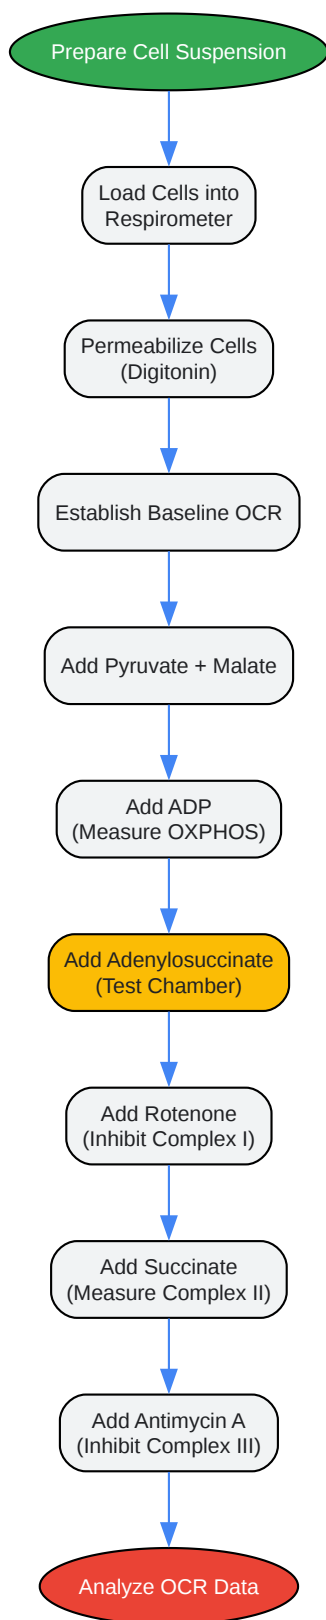 Prepare Cell Suspension
Load Cells into
Respirometer
Permeabilize Cells
(Digitonin)
Establish Baseline OCR
Add Pyruvate + Malate
Add ADP
(Measure OXPHOS)
Add Adenylosuccinate
(Test Chamber)
Add Rotenone
(Inhibit Complex I)
Add Succinate
(Measure Complex II)
Add Antimycin A
(Inhibit Complex III)
Analyze OCR Data